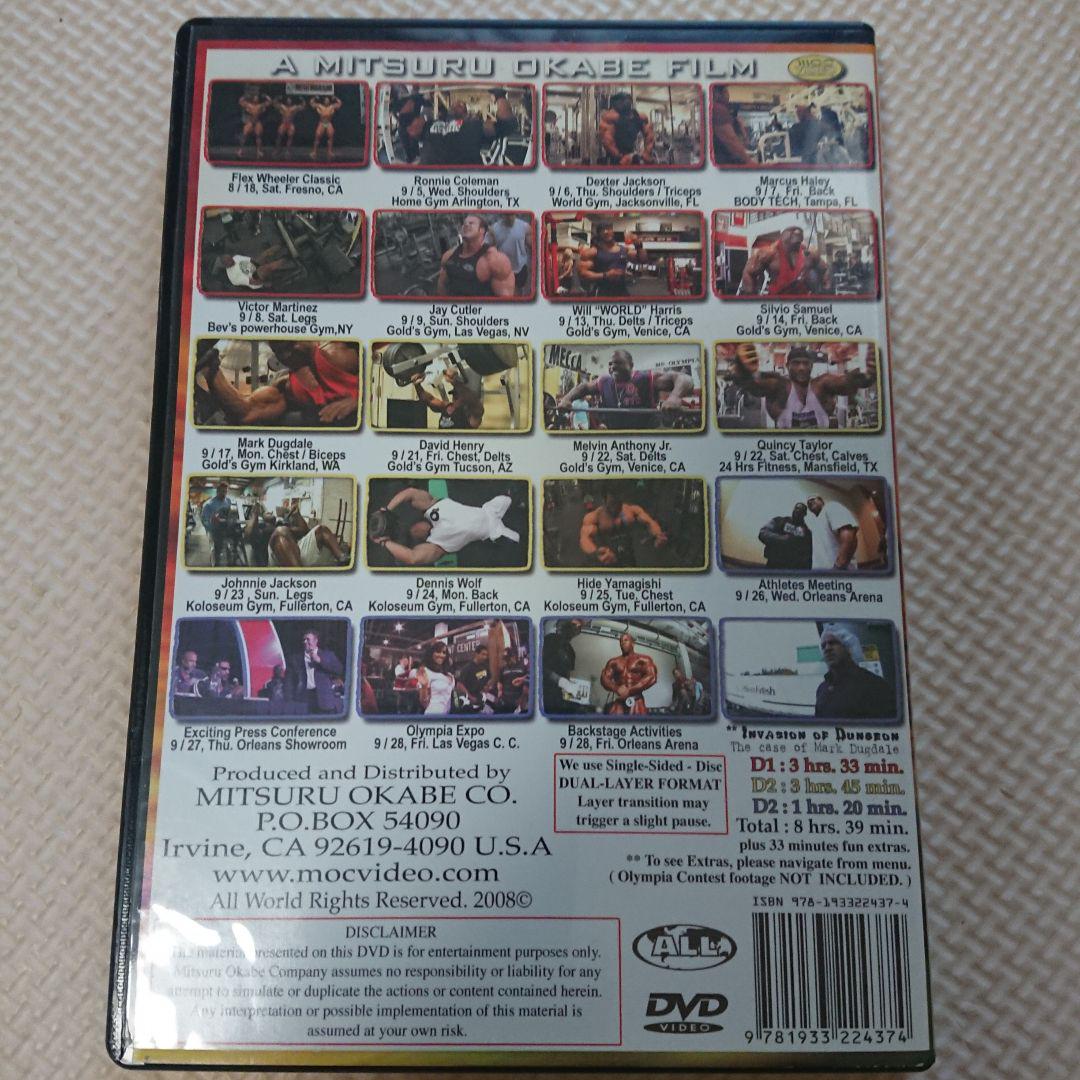 A MITSURU OKABE FILM
MOC
Flex Wheeler Classic
8 / 18, Sat. Fresno, CA
Ronnie Coleman
9 / 5, Wed. Shoulders
Home Gym Arlington, TX
Dexter Jackson
9 / 6, Thu. Shoulders / Triceps
World Gym, Jacksonville, FL
Marcus Haley
9 / 7, Fri. Back
BODY TECH, Tampa, FL
Victor Martinez
9 / 8. Sat. Legs
Bev's powerhouse Gym,NY
Jay Cutler
9 / 9, Sun. Shoulders
Gold's Gym, Las Vegas, NV
Will "WORLD" Harris
9 / 13, Thu. Delts / Triceps
Gold's Gym, Venice, CA
Silvio Samuel
9 / 14, Fri. Back
Gold's Gym, Venice, CA
MECCA
MR. OLYMPIA
Mark Dugdale
9 / 17, Mon. Chest / Biceps
Gold's Gym Kirkland, WA
David Henry
9 / 21, Fri. Chest, Delts
Gold's Gym Tucson, AZ
Melvin Anthony Jr.
9 / 22, Sat. Delts
Gold's Gym, Venice, CA
Quincy Taylor
9 / 22, Sat. Chest, Calves
24 Hrs Fitness, Mansfield, TX
Johnnie Jackson
9 / 23 , Sun. Legs
Koloseum Gym, Fullerton, CA
Dennis Wolf
9 / 24, Mon. Back
Koloseum Gym, Fullerton, CA
Hide Yamagishi
9 / 25, Tue. Chest
Koloseum Gym, Fullerton, CA
Athletes Meeting
9 / 26, Wed. Orleans Arena
Exciting Press Conference
9 / 27, Thu. Orleans Showroom
Olympia Expo
9 / 28, Fri. Las Vegas C. C.
Backstage Activities
9 / 28, Fri. Orleans Arena
** INVASION OF DUNGEON
The case of Mark Dugdale
D1 : 3 hrs. 33 min.
D2 : 3 hrs. 45 min.
D2 : 1 hrs. 20 min.
Total : 8 hrs. 39 min.
plus 33 minutes fun extras.
** To see Extras, please navigate from menu.
( Olympia Contest footage NOT INCLUDED. )
We use Single-Sided - Disc
DUAL-LAYER FORMAT
Layer transition may
trigger a slight pause.
Produced and Distributed by
MITSURU OKABE CO.
P.O.BOX 54090
Irvine, CA 92619-4090 U.S.A
www.mocvideo.com
All World Rights Reserved. 2008©
DISCLAIMER
The material presented on this DVD is for entertainment purposes only.
Mitsuru Okabe Company assumes no responsibility or liability for any
attempt to simulate or duplicate the actions or content contained herein.
Any interpretation or possible implementation of this material is
assumed at your own risk.
ALL
DVD
VIDEO
ISBN 978-193322437-4
9 781933 224374